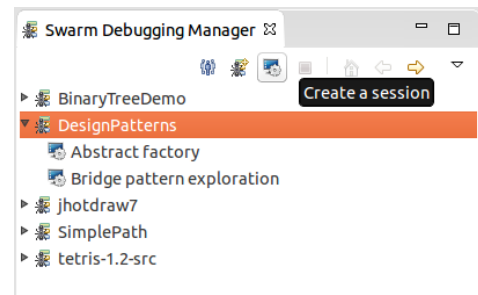 Swarm Debugging Manager
Create a session
BinaryTreeDemo
DesignPatterns
Abstract factory
Bridge pattern exploration
jhotdraw7
SimplePath
tetris-1.2-src